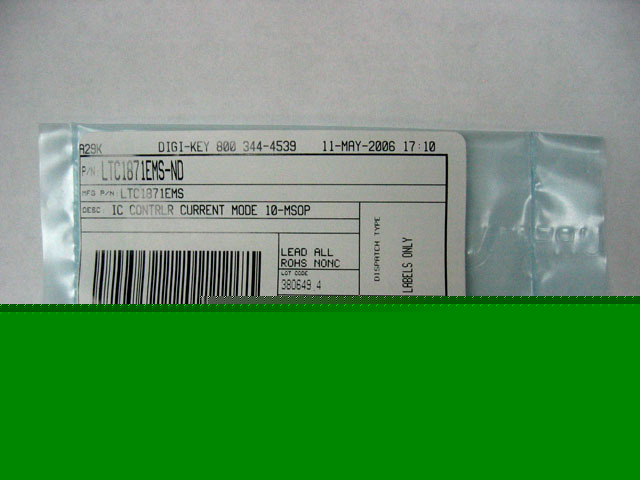 A29K DIGI-KEY 800 344-4539 11-MAY-2006 17:10
P/N: LTC1871EMS-ND
MFG P/N: LTC1871EMS
DESC: IC CONTRLR CURRENT MODE 10-MSOP
LEAD ALL
ROHS NONC
LOT CODE
380649.4
DISPATCH TYPE
LABELS ONLY